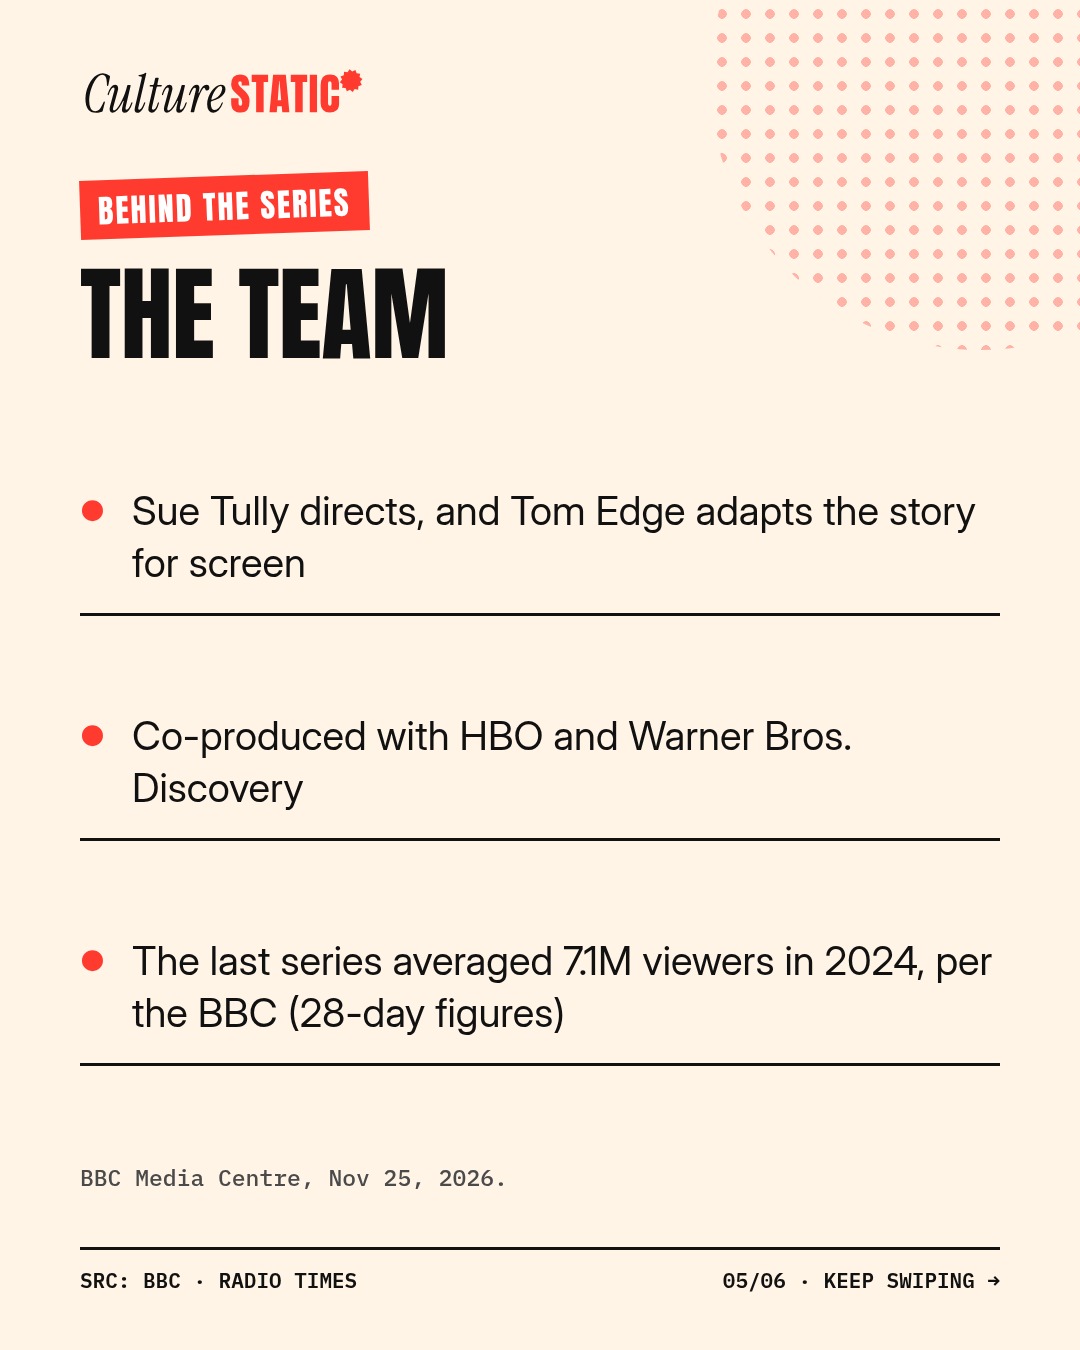 Culture STATIC
BEHIND THE SERIES
THE TEAM
Sue Tully directs, and Tom Edge adapts the story
for screen
Co-produced with HBO and Warner Bros.
Discovery
The last series averaged 7.1M viewers in 2024, per
the BBC (28-day figures)
BBC Media Centre, Nov 25, 2026.
SRC: BBC · RADIO TIMES
05/06 · KEEP SWIPING →